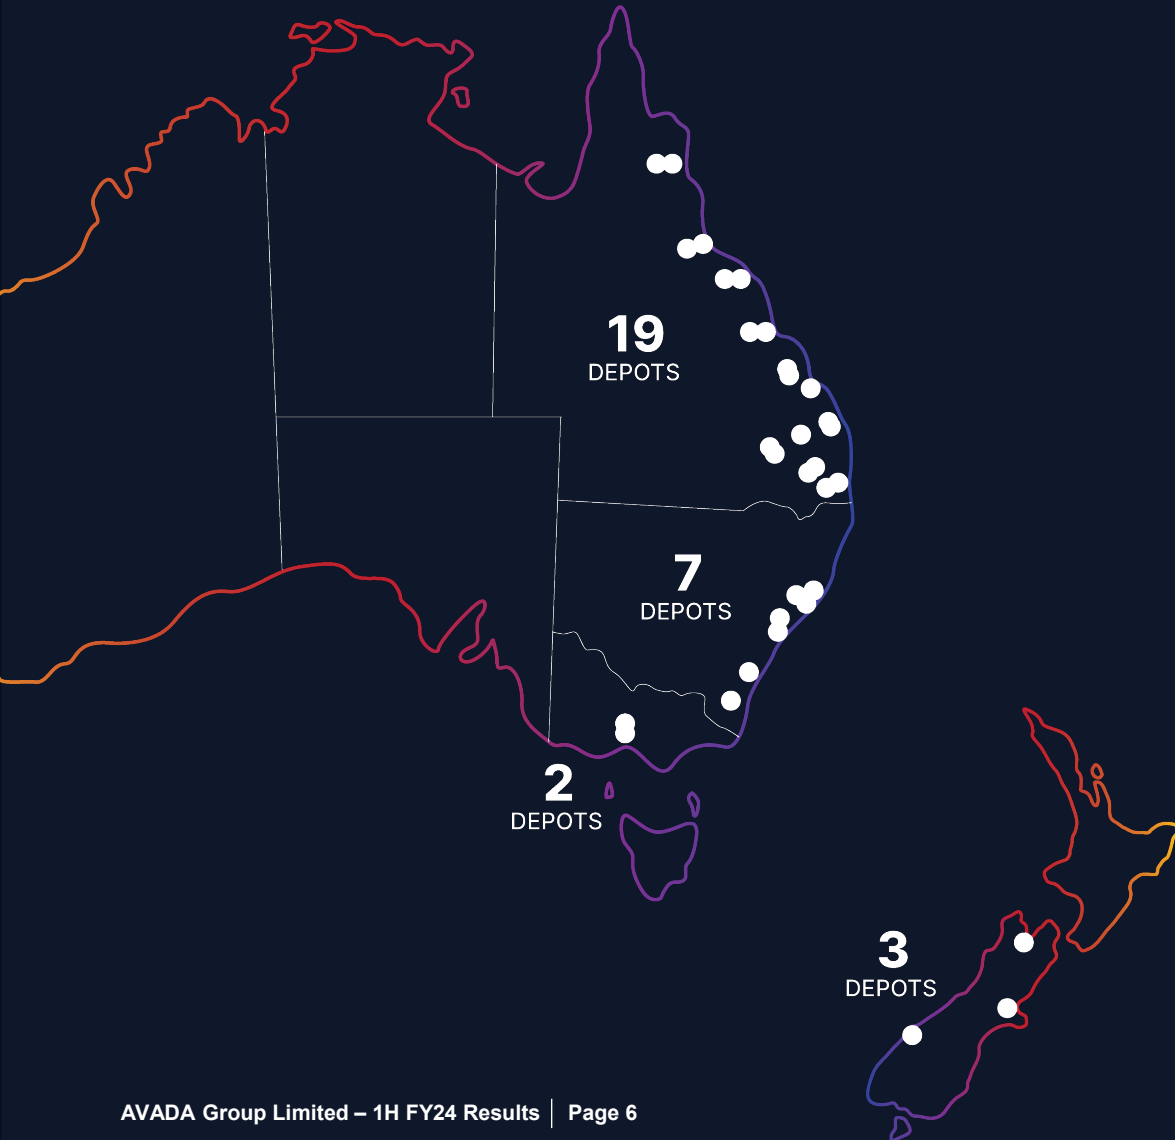 19
DEPOTS
7
DEPOTS
2
DEPOTS
3
DEPOTS
AVADA Group Limited – 1H FY24 Results | Page 6